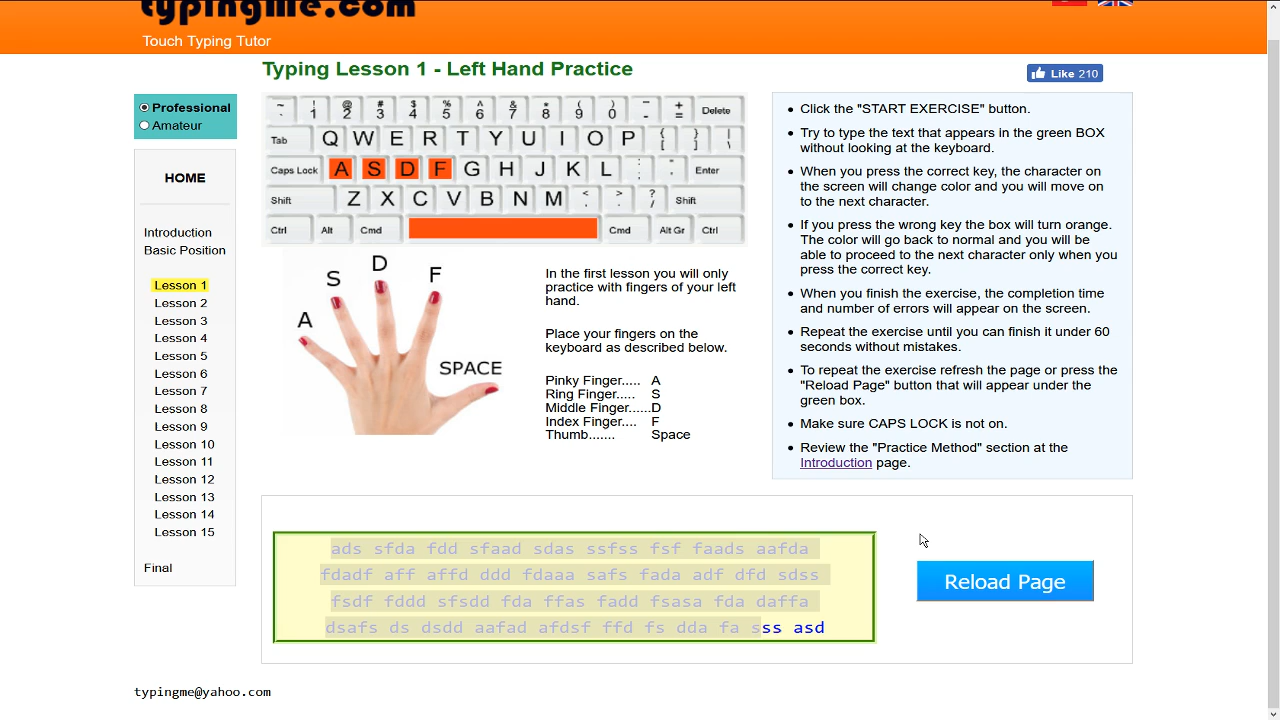 typingme.com
Touch Typing Tutor
Typing Lesson 1 - Left Hand Practice
Like 210
Professional
Amateur
HOME
Introduction
Basic Position
Lesson 1
Lesson 2
Lesson 3
Lesson 4
Lesson 5
Lesson 6
Lesson 7
Lesson 8
Lesson 9
Lesson 10
Lesson 11
Lesson 12
Lesson 13
Lesson 14
Lesson 15
Final
~ ! @ # $ % ^ & * ( ) - + Delete
1 2 3 4 5 6 7 8 9 0 =
Tab Q W E R T Y U I O P { } |
[ ] \
Caps Lock A S D F G H J K L : " Enter
;
Shift Z X C V B N M < > ? Shift
. /
Ctrl Alt Cmd Cmd Alt Gr Ctrl
A S D F
SPACE
In the first lesson you will only
practice with fingers of your left
hand.
Place your fingers on the
keyboard as described below.
Pinky Finger..... A
Ring Finger..... S
Middle Finger......D
Index Finger.... F
Thumb....... Space
Click the "START EXERCISE" button.
Try to type the text that appears in the green BOX
without looking at the keyboard.
When you press the correct key, the character on
the screen will change color and you will move on
to the next character.
If you press the wrong key the box will turn orange.
The color will go back to normal and you will be
able to proceed to the next character only when you
press the correct key.
When you finish the exercise, the completion time
and number of errors will appear on the screen.
Repeat the exercise until you can finish it under 60
seconds without mistakes.
To repeat the exercise refresh the page or press the
"Reload Page" button that will appear under the
green box.
Make sure CAPS LOCK is not on.
Review the "Practice Method" section at the
Introduction page.
ads sfda fdd sfaad sdas ssfss fsf faads aafda
fdadf aff affd ddd fdaaa safs fada adf dfd sdss
fsdf fddd sfsdd fda ffas fadd fsasa fda daffa
dsafs ds dsdd aafad afdsf ffd fs dda fa sss asd
Reload Page
typingme@yahoo.com